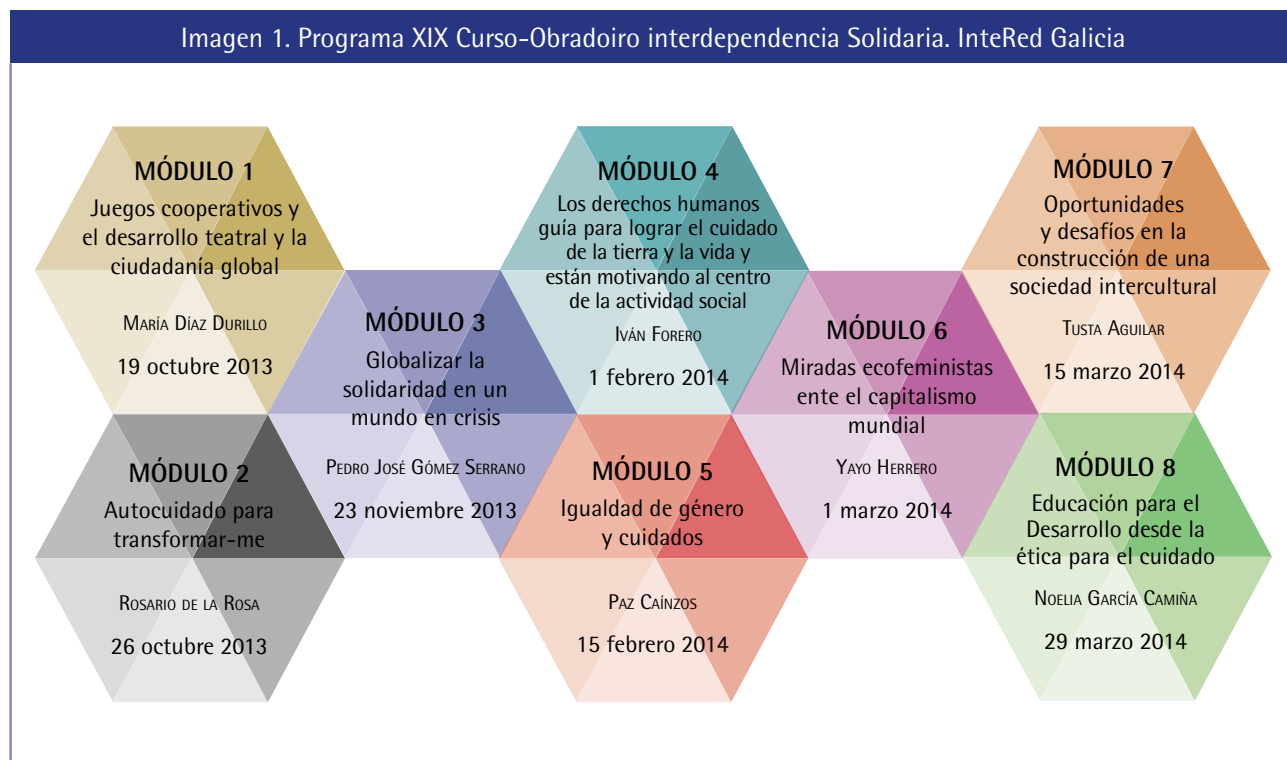 Imagen 1. Programa XIX Curso-Obradoiro interdependencia Solidaria. InteRed Galicia
MÓDULO 1
Juegos cooperativos y
el desarrollo teatral y la
ciudadanía global
María Díaz Durillo
19 octubre 2013
MÓDULO 2
Autocuidado para
transformar-me
Rosario de la Rosa
26 octubre 2013
MÓDULO 3
Globalizar la
solidaridad en un
mundo en crisis
Pedro José Gómez Serrano
23 noviembre 2013
MÓDULO 4
Los derechos humanos
guía para lograr el cuidado
de la tierra y la vida y
están motivando al centro
de la actividad social
Iván Forero
1 febrero 2014
MÓDULO 5
Igualdad de género
y cuidados
Paz Caínzos
15 febrero 2014
MÓDULO 6
Miradas ecofeministas
ente el capitalismo
mundial
Yayo Herrero
1 marzo 2014
MÓDULO 7
Oportunidades
y desafíos en la
construcción de una
sociedad intercultural
Tusta Aguilar
15 marzo 2014
MÓDULO 8
Educación para el
Desarrollo desde la
ética para el cuidado
Noelia García Camiña
29 marzo 2014